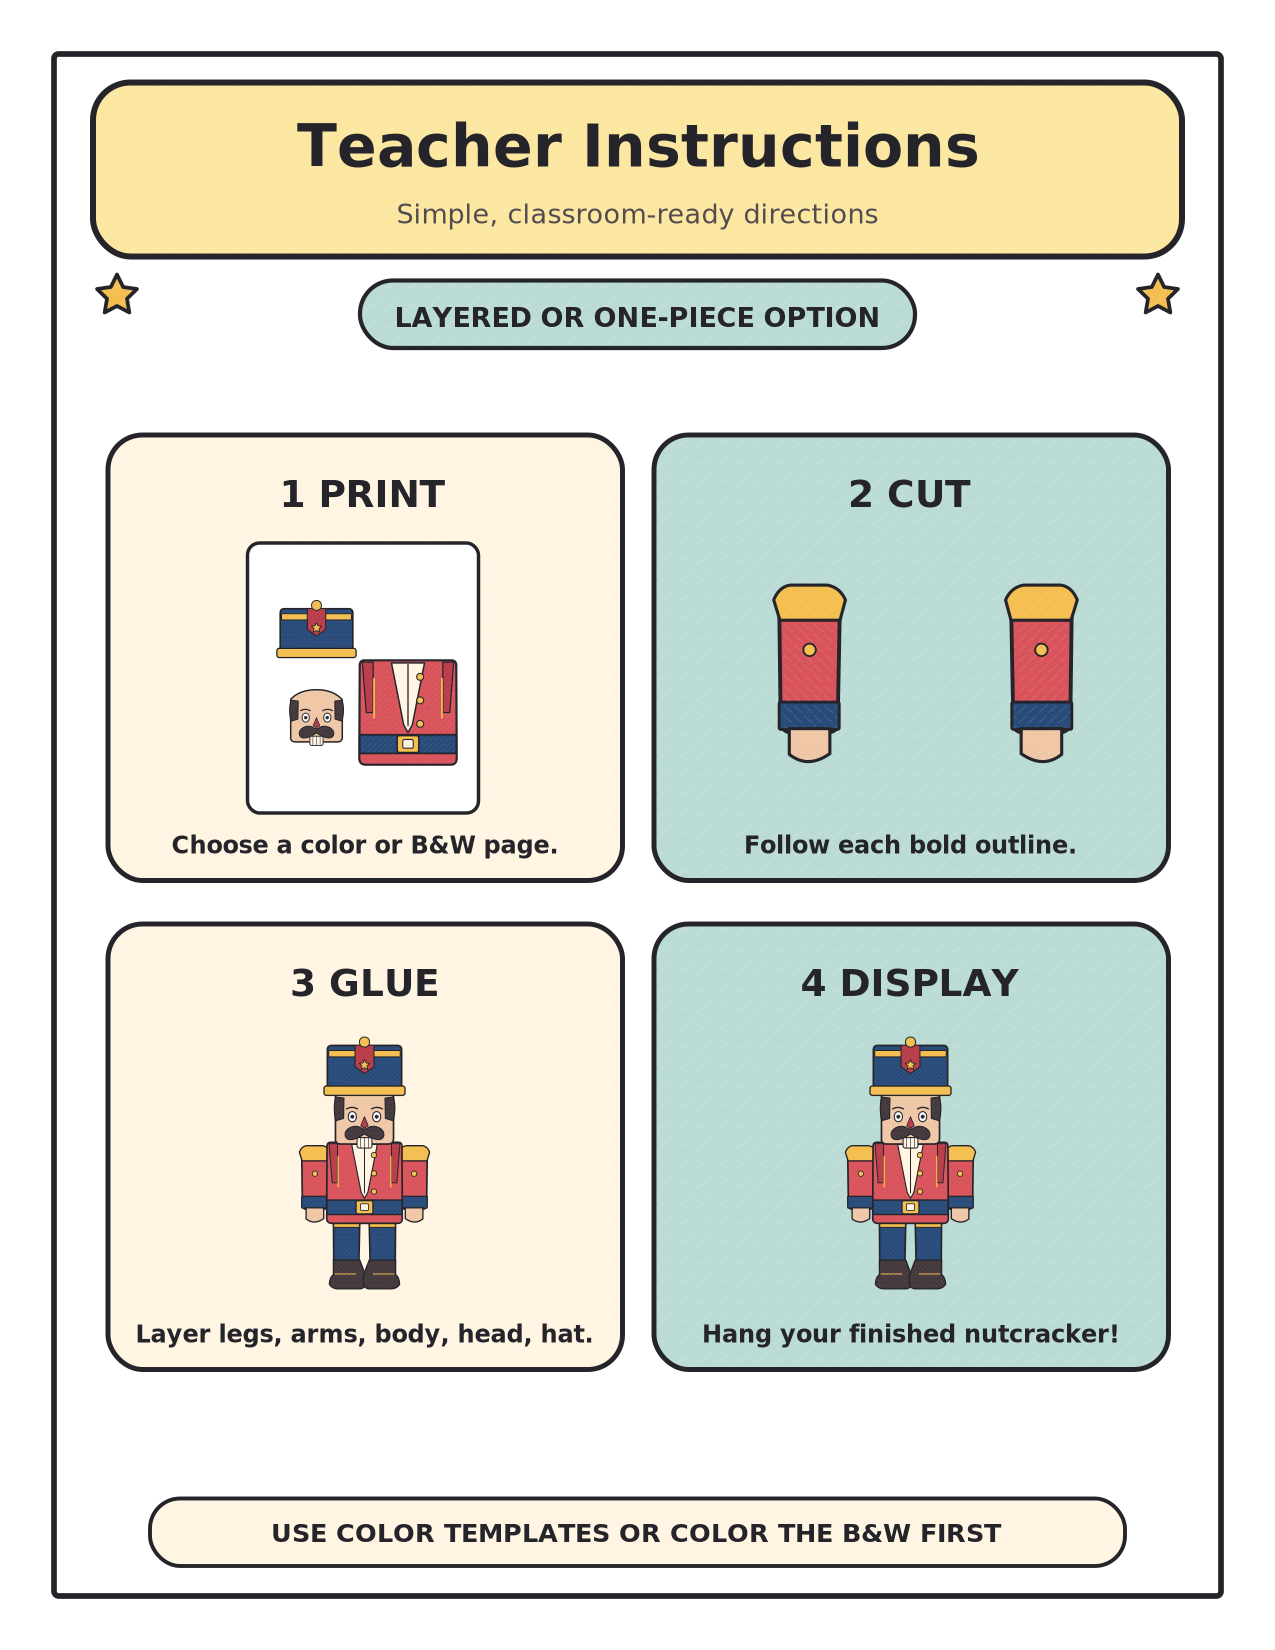 Teacher Instructions
Simple, classroom-ready directions
LAYERED OR ONE-PIECE OPTION
1 PRINT
Choose a color or B&W page.
2 CUT
Follow each bold outline.
3 GLUE
Layer legs, arms, body, head, hat.
4 DISPLAY
Hang your finished nutcracker!
USE COLOR TEMPLATES OR COLOR THE B&W FIRST